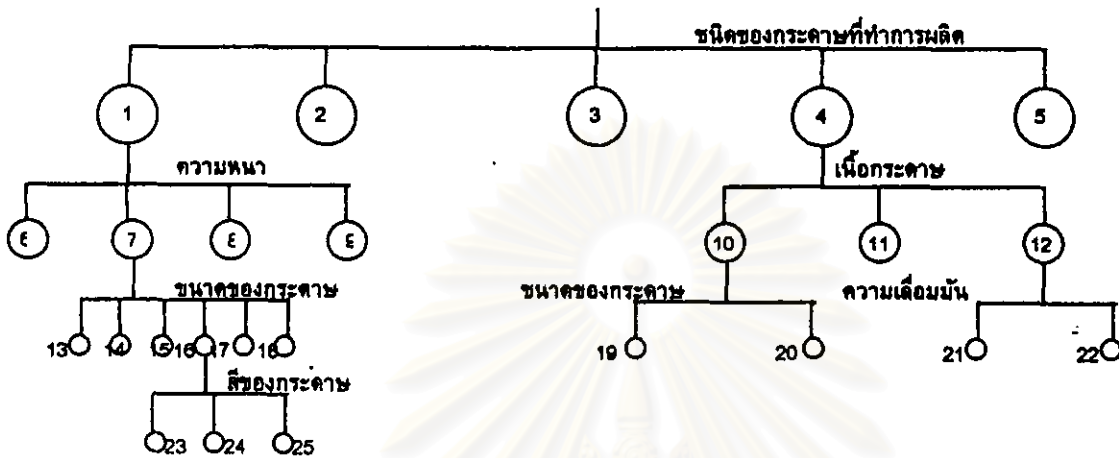 ชนิดของกระดาษที่ทำการผลิต
1 2 3 4 5
ความหนา เนื้อกระดาษ
6 7 8 9 10 11 12
ขนาดของกระดาษ ขนาดของกระดาษ ความเลื่อมมัน
13 14 15 16 17 18 19 20 21 22
สีของกระดาษ
23 24 25